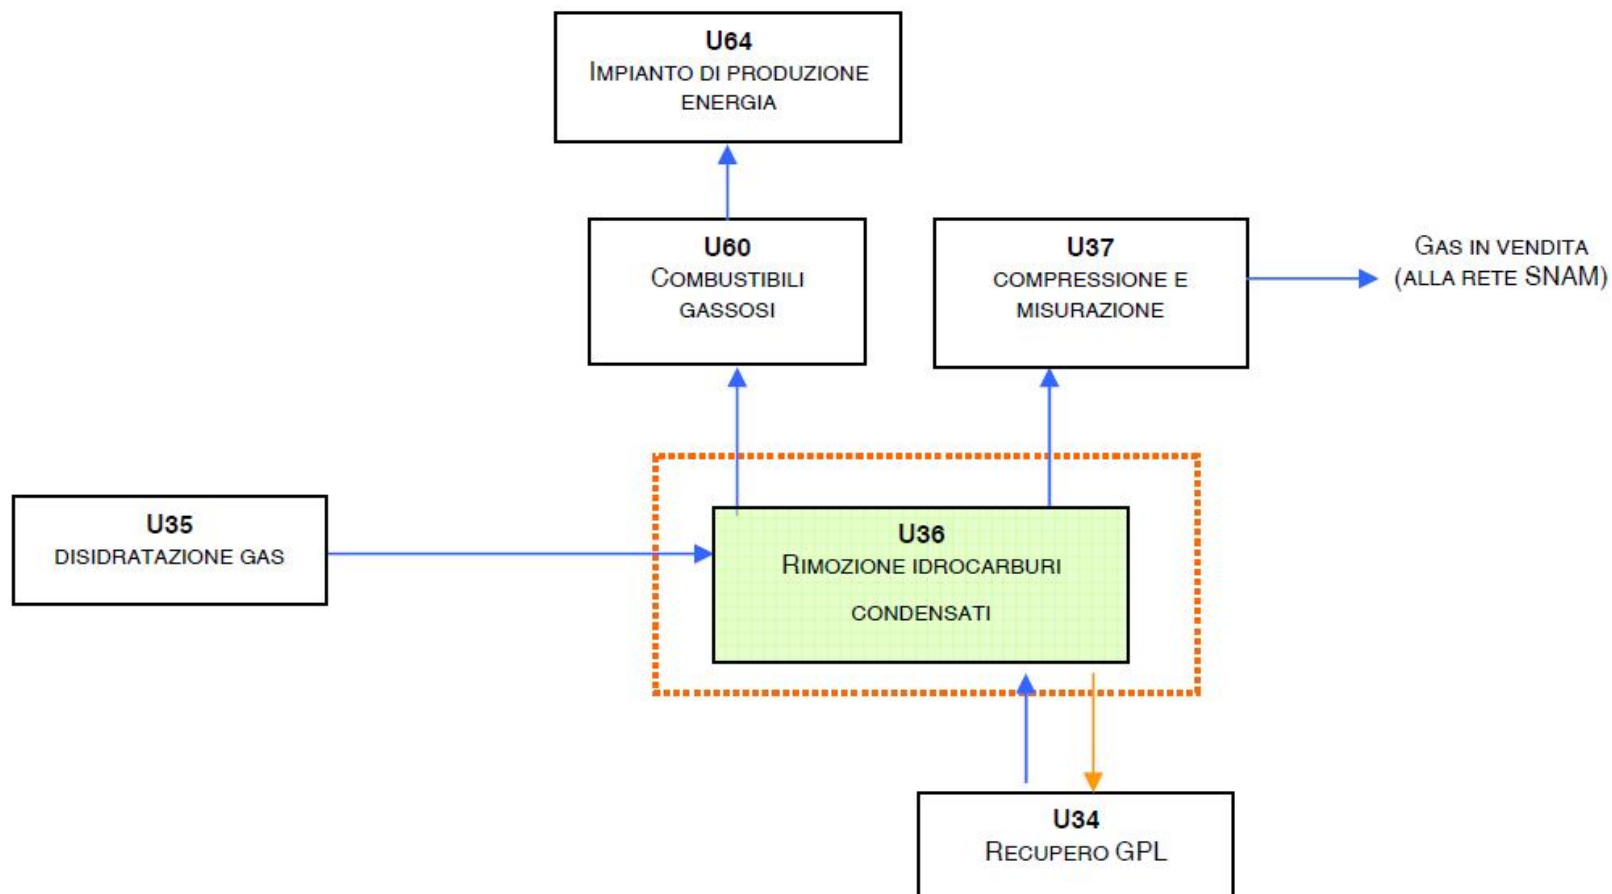 U64
IMPIANTO DI PRODUZIONE
ENERGIA
U60
COMBUSTIBILI
GASSOSI
U37
COMPRESSIONE E
MISURAZIONE
GAS IN VENDITA
(ALLA RETE SNAM)
U35
DISIDRATAZIONE GAS
U36
RIMOZIONE IDROCARBURI
CONDENSATI
U34
RECUPERO GPL